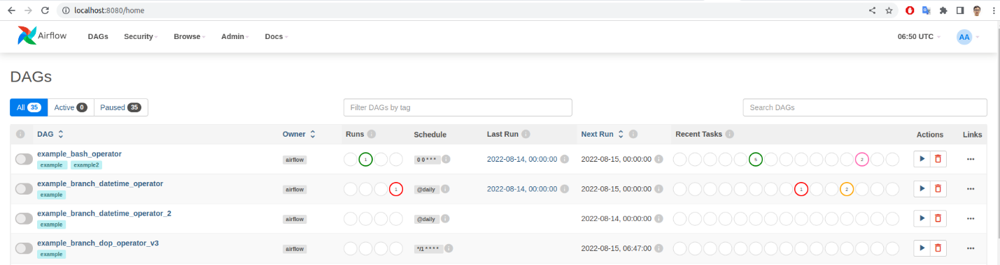 localhost:8080/home
Airflow DAGs Security Browse Admin Docs 06:50 UTC AA
DAGs
All 35 Active 0 Paused 35 Filter DAGs by tag Search DAGs
i DAG Owner Runs i Schedule Last Run i Next Run i Recent Tasks i Actions Links
example_bash_operator airflow 1 0 0 * * * i 2022-08-14, 00:00:00 i 2022-08-15, 00:00:00 i 5 2
example example2
example_branch_datetime_operator airflow 1 @daily i 2022-08-14, 00:00:00 i 2022-08-15, 00:00:00 i 1 2
example
example_branch_datetime_operator_2 airflow @daily i 2022-08-14, 00:00:00 i
example
example_branch_dop_operator_v3 airflow */1 * * * * i 2022-08-15, 06:47:00 i
example